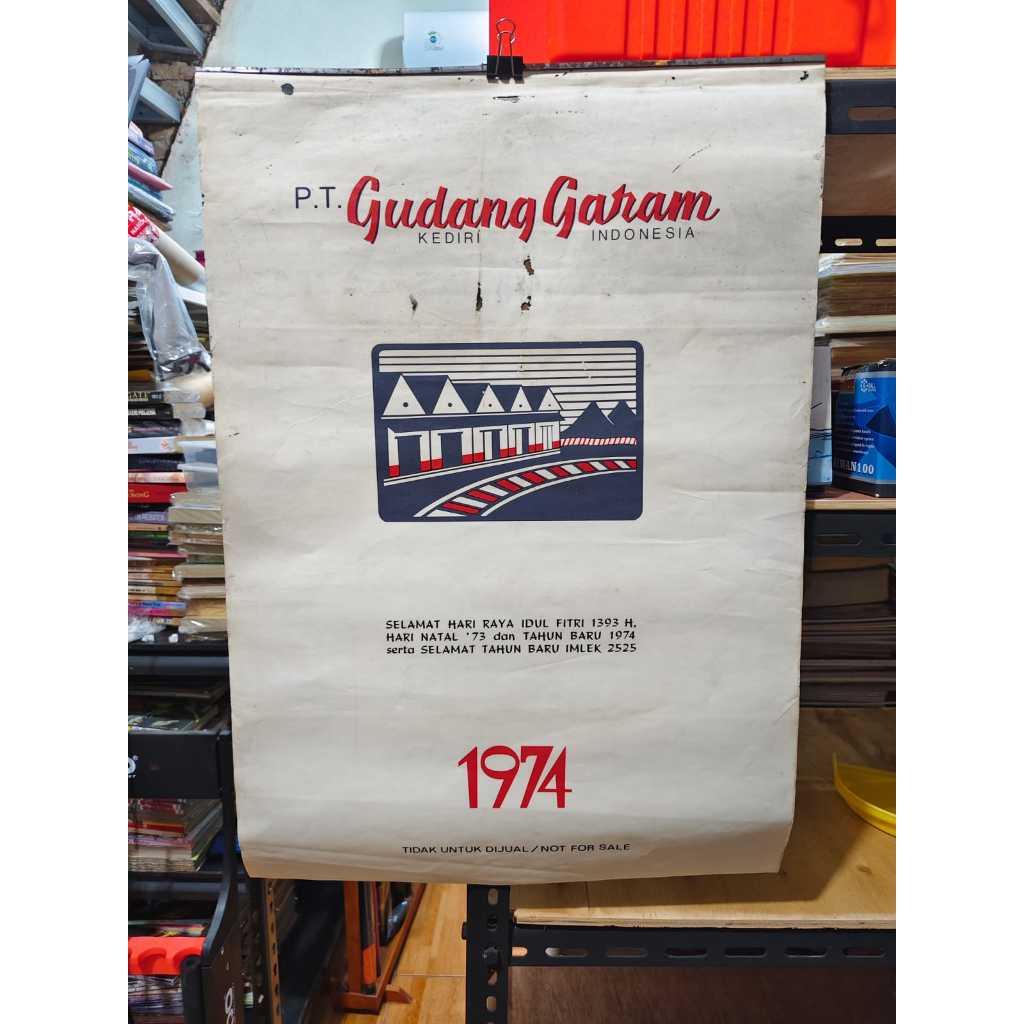 P.T. Gudang Garam
KEDIRI INDONESIA
SELAMAT HARI RAYA IDUL FITRI 1393 H.
HARI NATAL '73 dan TAHUN BARU 1974
serta SELAMAT TAHUN BARU IMLEK 2525
1974
TIDAK UNTUK DIJUAL/NOT FOR SALE